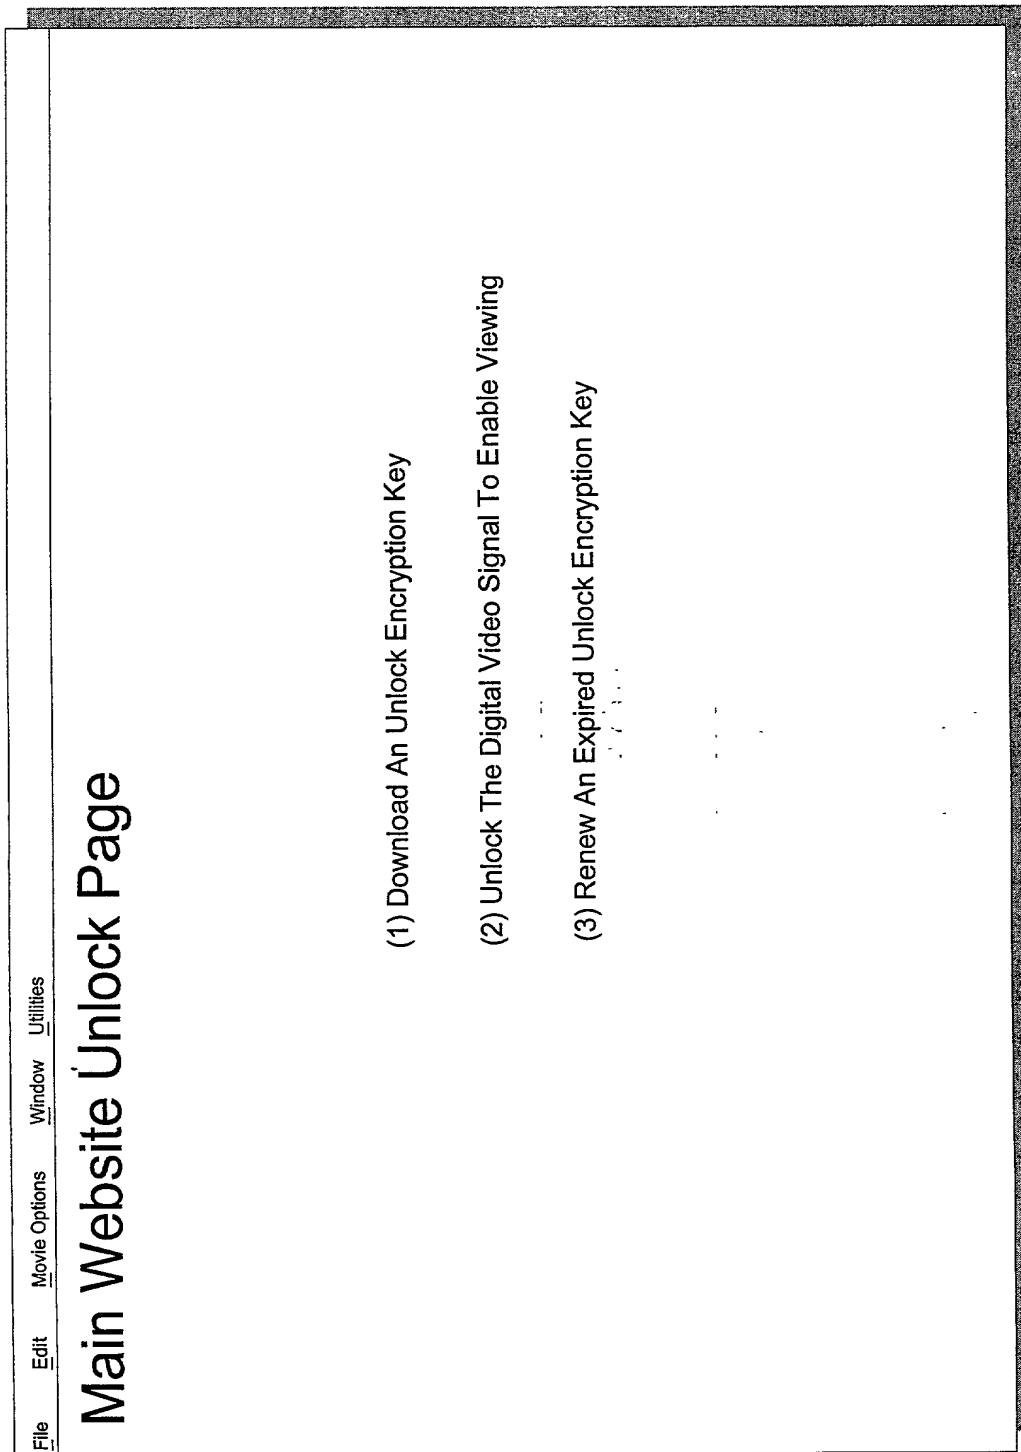 File Edit Movie Options Window Utilities
Main Website Unlock Page
(1) Download An Unlock Encryption Key
(2) Unlock The Digital Video Signal To Enable Viewing
(3) Renew An Expired Unlock Encryption Key